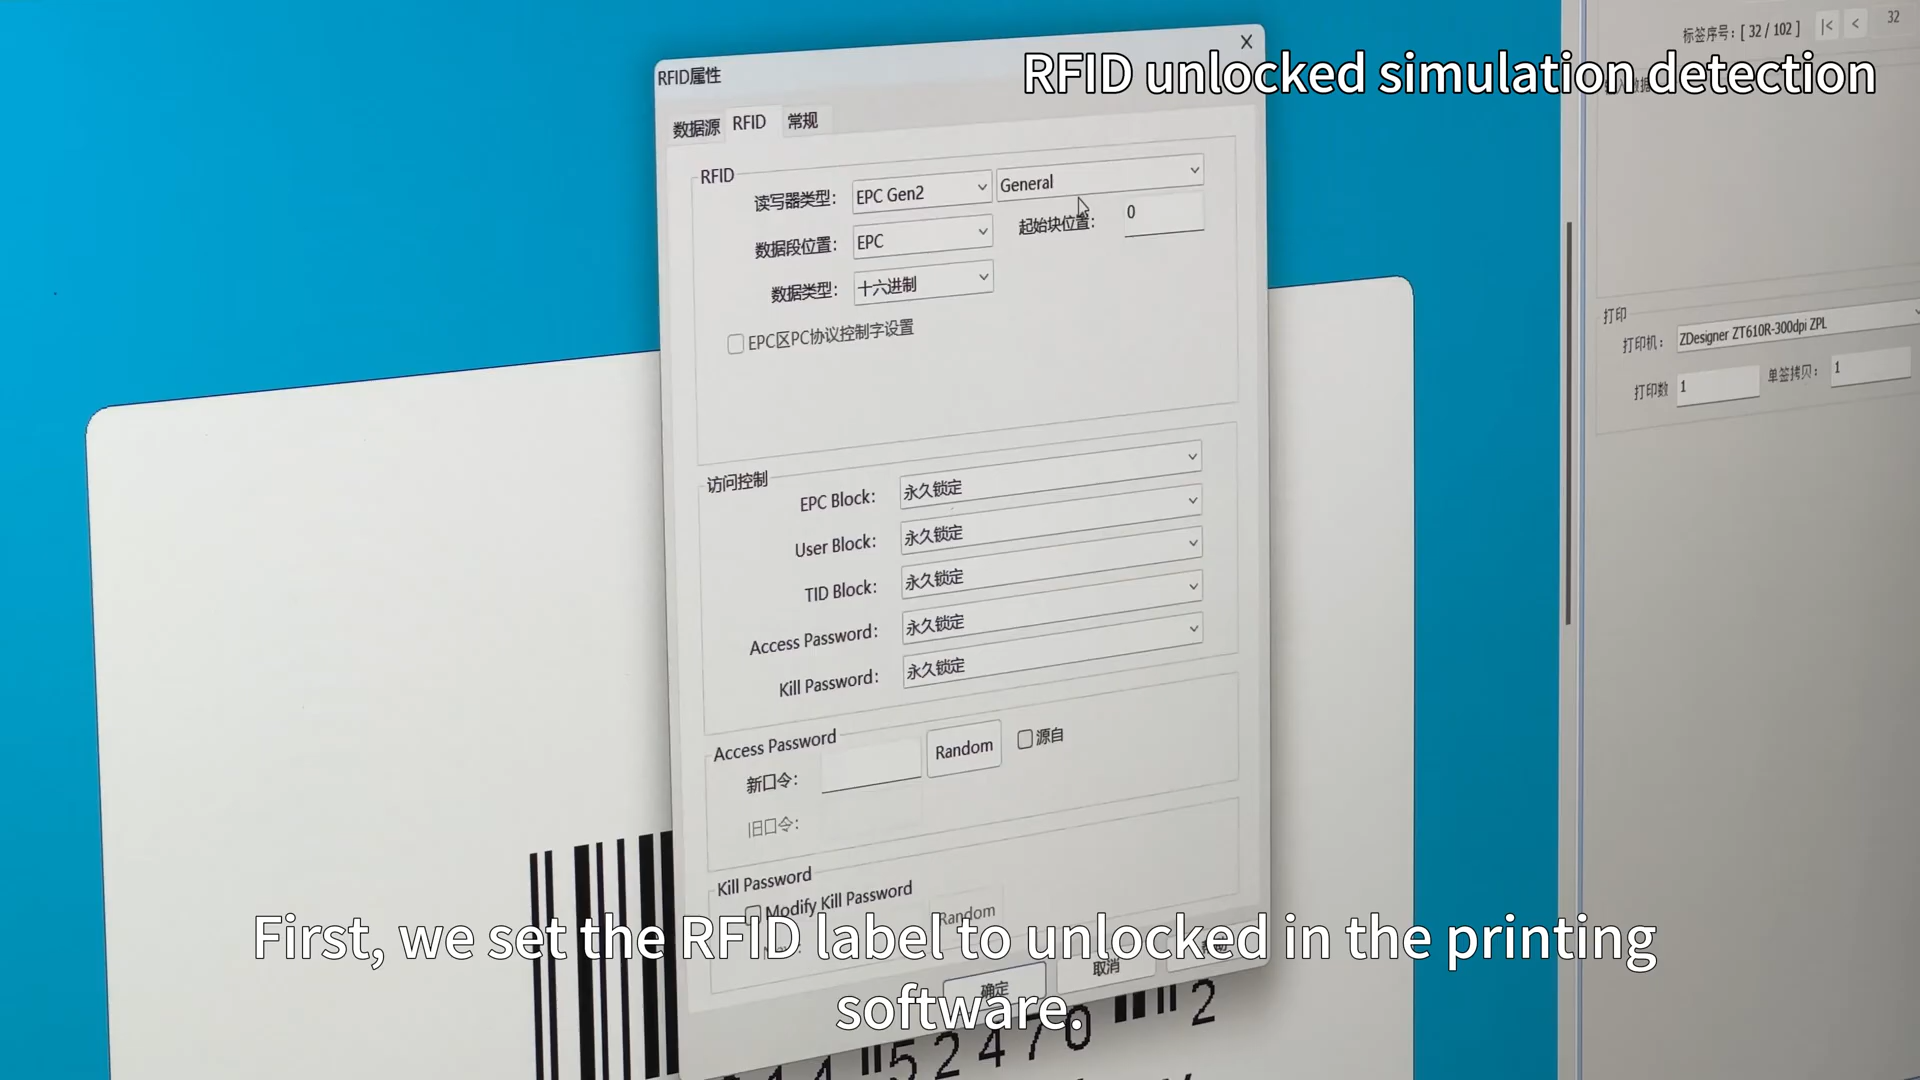 RFID unlocked simulation detection
标签序号：[ 32 / 102 ] |< < 32
RFID属性 X
数据源 RFID 常规
RFID
读写器类型： EPC Gen2 General
数据段位置： EPC 起始块位置： 0
数据类型： 十六进制
EPC区PC协议控制字设置
访问控制
EPC Block： 永久锁定
User Block： 永久锁定
TID Block： 永久锁定
Access Password： 永久锁定
Kill Password： 永久锁定
Access Password
新口令： Random 源自
旧口令：
Kill Password
Modify Kill Password
Random
确定 取消
打印
打印机： ZDesigner ZT610R-300dpi ZPL
打印数 1 单签拷贝： 1
52470 2
First, we set the RFID label to unlocked in the printing
software.